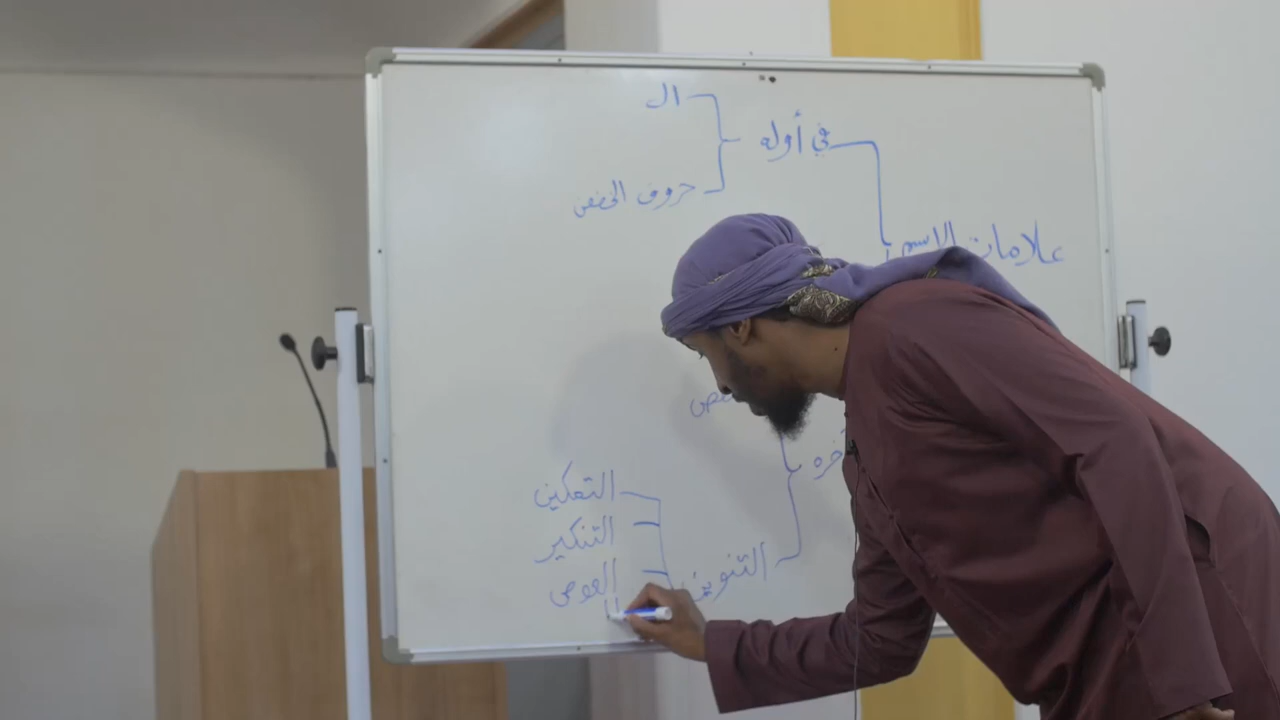 ال
في أوله
حروف الخفض
علامات الاسم
التمكين
التنكير
العوض
التنوين